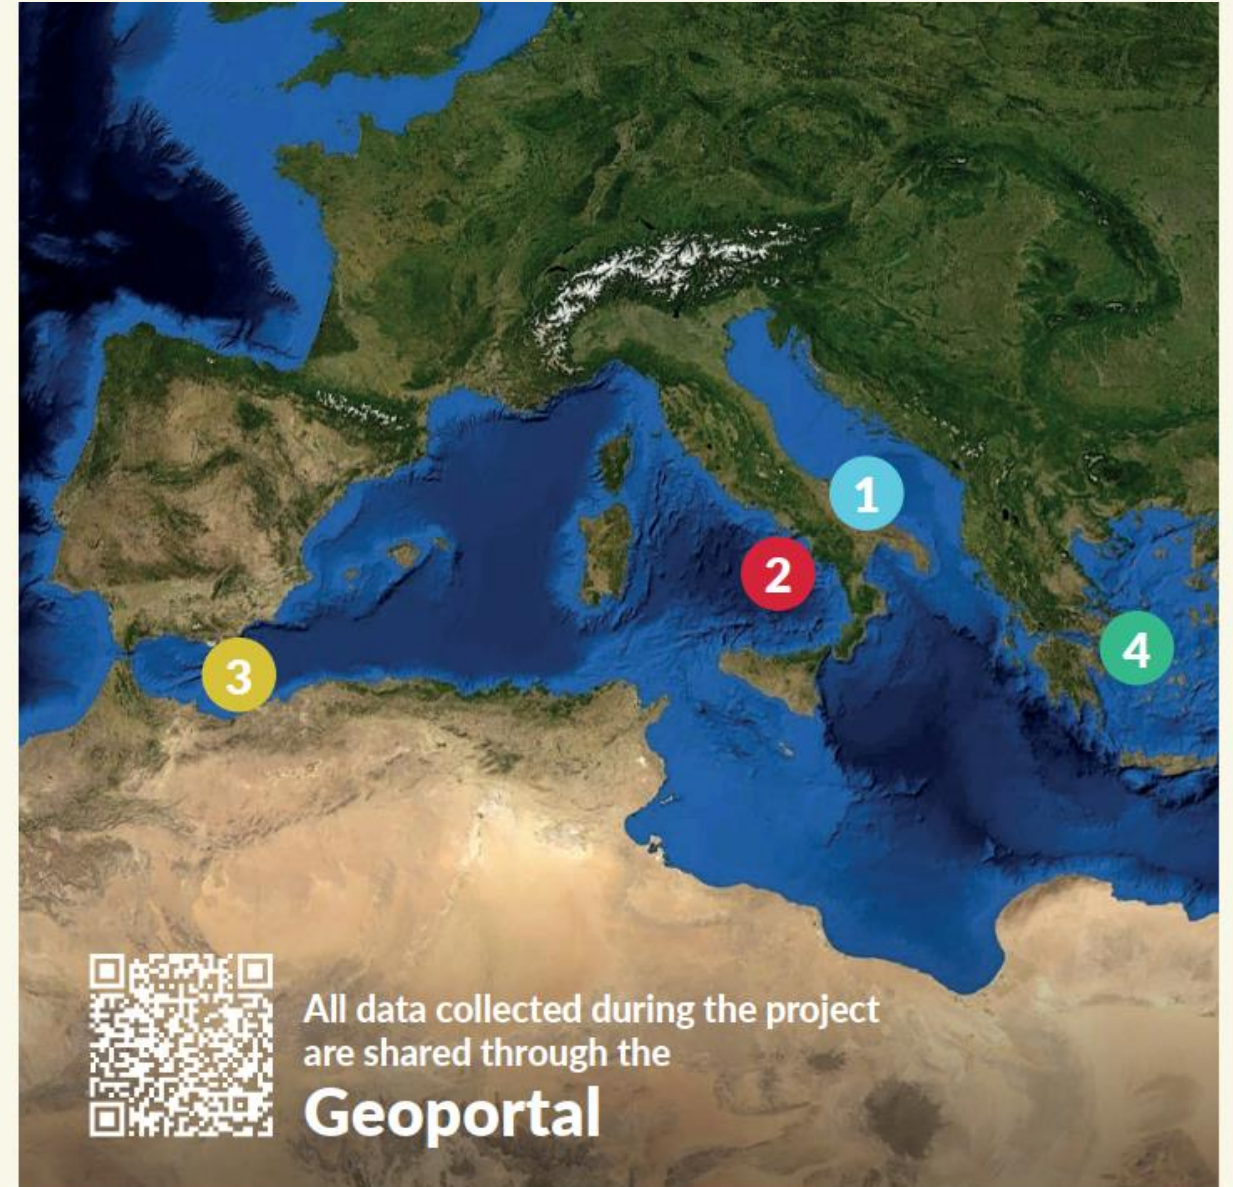 1
2
3
4
All data collected during the project
are shared through the
Geoportal